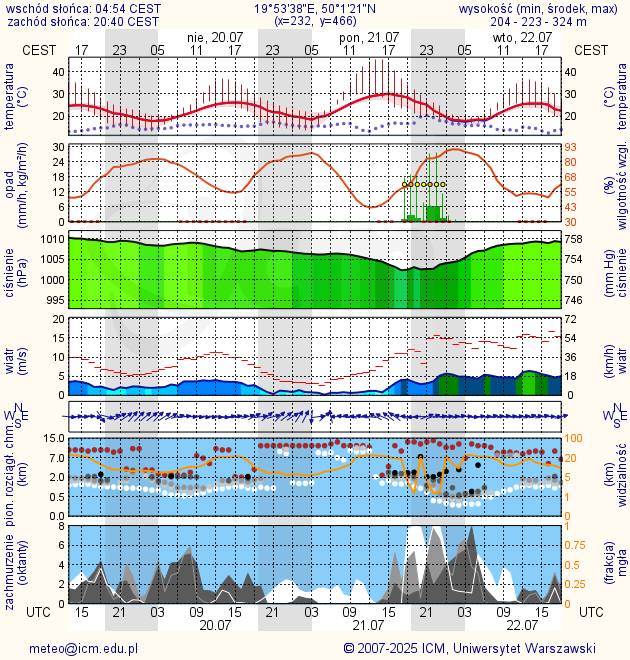 wschód słońca: 04:54 CEST 19°53'38"E, 50°1'21"N wysokość (min, środek, max)
zachód słońca: 20:40 CEST (x=232, y=466) 204 - 223 - 324 m
nie, 20.07 pon, 21.07 wto, 22.07
CEST 17 23 05 11 17 23 05 11 17 23 05 11 17 CEST
temperatura
(°C)
40
30
20
40
30
20
temperatura
(°C)
opad
(mm/h, kg/m²/h)
30
24
18
12
6
0
93
82
68
55
43
30
(%)
wilgotność wzgl.
ciśnienie
(hPa)
1010
1005
1000
995
758
754
750
746
(mm Hg)
ciśnienie
wiatr
(m/s)
20
15
10
5
0
72
54
36
18
0
(km/h)
wiatr
N
W E
S
N
W E
S
pion. rozciągł. chm.
(km)
15.0
7.0
2.0
0.5
0.0
100
20
5
1
0
(km)
widzialność
zachmurzenie
(oktanty)
8
6
4
2
0
1
0.75
0.5
0.25
0
(frakcja)
mgła
UTC 15 21 03 09 15 21 03 09 15 21 03 09 15 UTC
20.07 21.07 22.07
meteo@icm.edu.pl © 2007-2025 ICM, Uniwersytet Warszawski